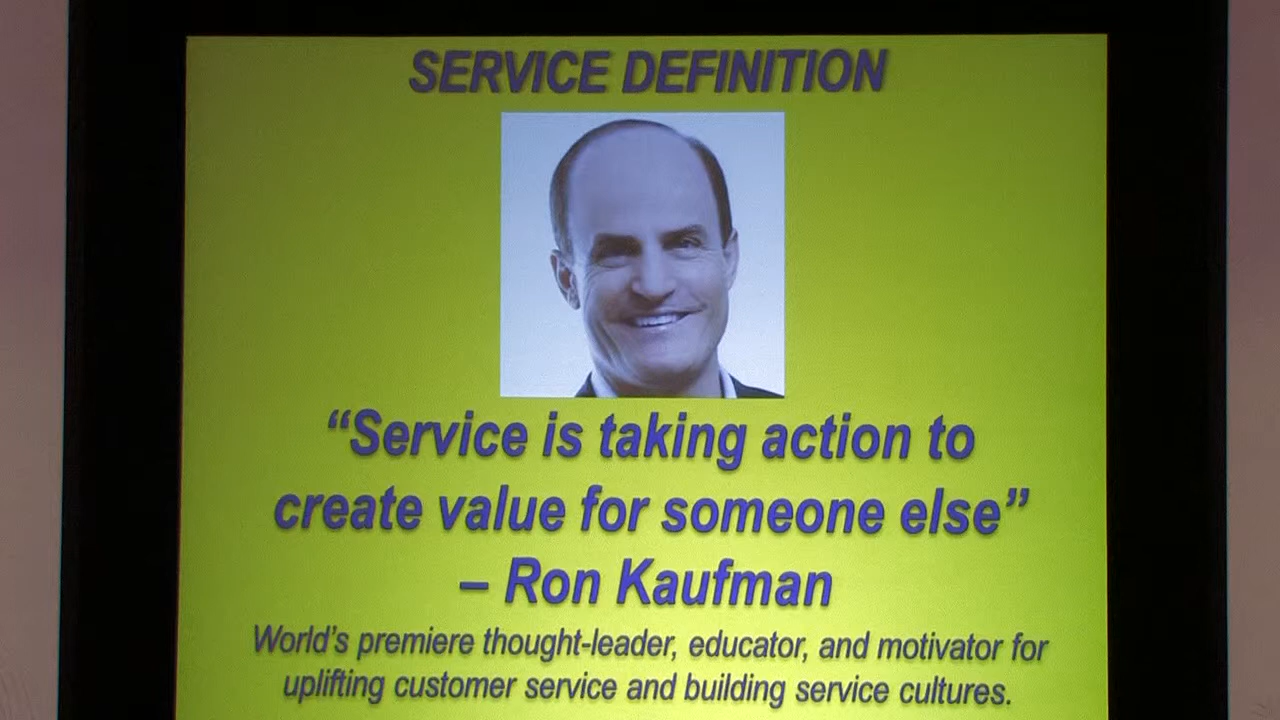 SERVICE DEFINITION
“Service is taking action to
create value for someone else”
– Ron Kaufman
World’s premiere thought-leader, educator, and motivator for
uplifting customer service and building service cultures.